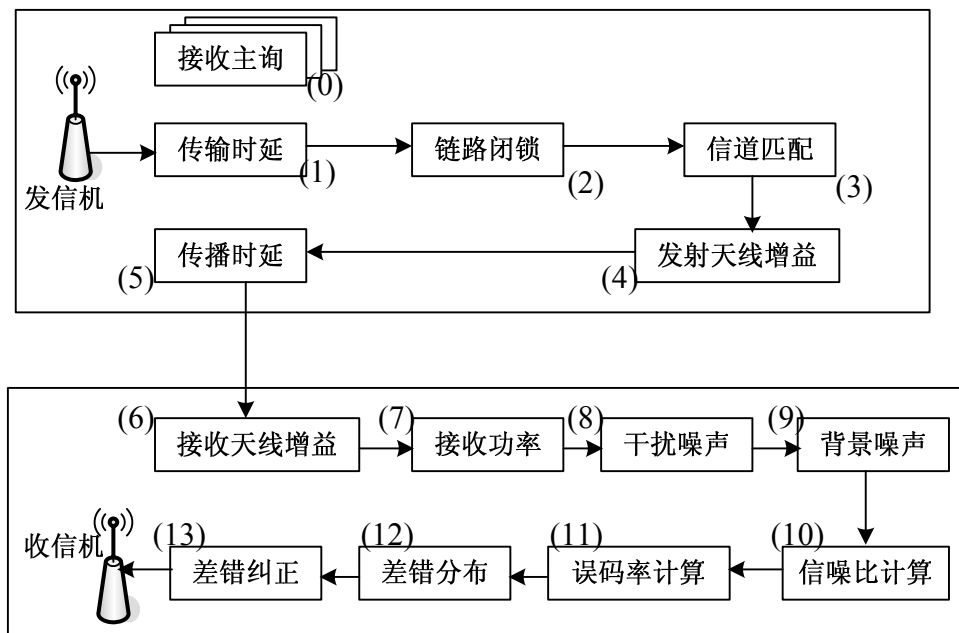 接收主询
(0)
传输时延
(1)
链路闭锁
(2)
信道匹配
(3)
发信机
传播时延
(5)
发射天线增益
(4)
(6)
接收天线增益
(7)
接收功率
(8)
干扰噪声
(9)
背景噪声
收信机
(13)
差错纠正
(12)
差错分布
(11)
误码率计算
(10)
信噪比计算